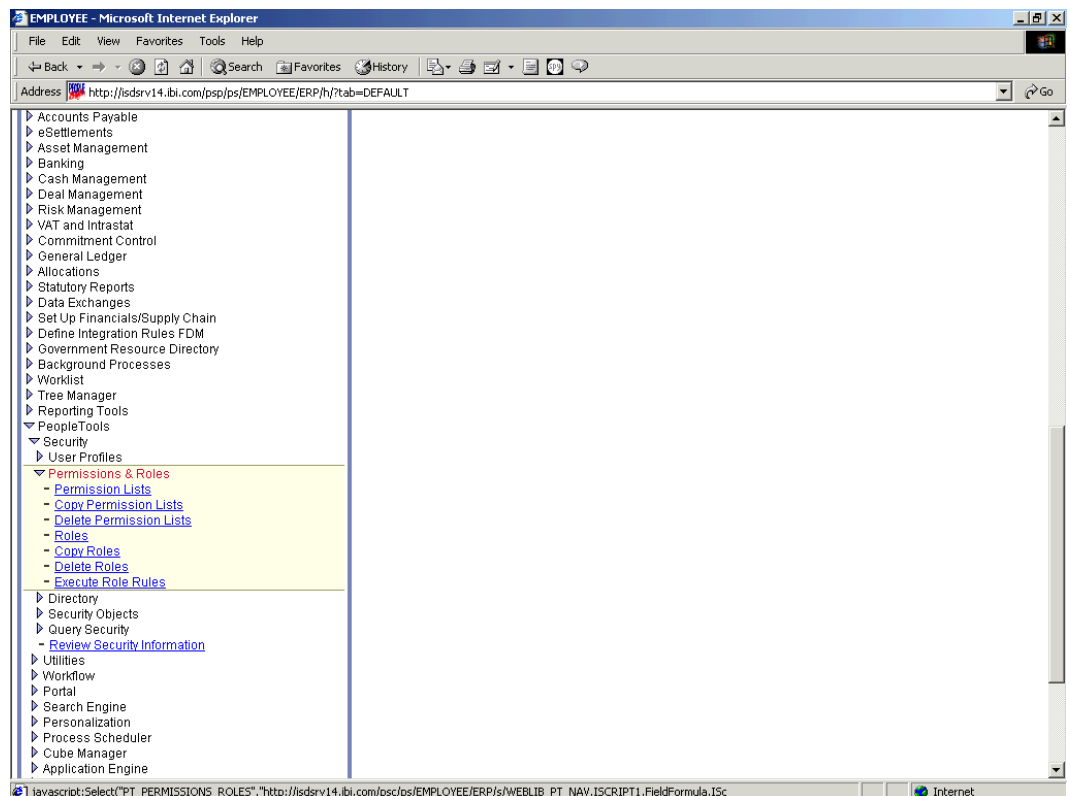 EMPLOYEE - Microsoft Internet Explorer
File Edit View Favorites Tools Help
Back Search Favorites History
Address http://isdsrv14.ibi.com/psp/ps/EMPLOYEE/ERP/h/?tab=DEFAULT Go
Accounts Payable
eSettlements
Asset Management
Banking
Cash Management
Deal Management
Risk Management
VAT and Intrastat
Commitment Control
General Ledger
Allocations
Statutory Reports
Data Exchanges
Set Up Financials/Supply Chain
Define Integration Rules FDM
Government Resource Directory
Background Processes
Worklist
Tree Manager
Reporting Tools
PeopleTools
Security
User Profiles
Permissions & Roles
- Permission Lists
- Copy Permission Lists
- Delete Permission Lists
- Roles
- Copy Roles
- Delete Roles
- Execute Role Rules
Directory
Security Objects
Query Security
- Review Security Information
Utilities
Workflow
Portal
Search Engine
Personalization
Process Scheduler
Cube Manager
Application Engine
javascript:Select("PT_PERMISSIONS_ROLES","http://isdsrv14.ibi.com/psc/ps/EMPLOYEE/ERP/s/WEBLIB_PT_NAV.ISCRIPT1.FieldFormula.ISc Internet